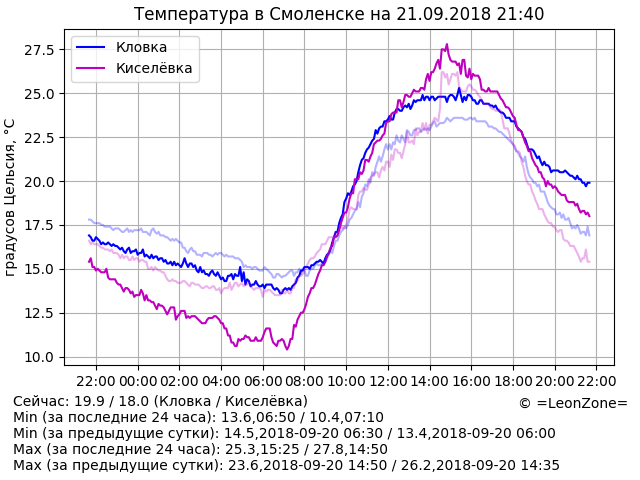 Температура в Смоленске на 21.09.2018 21:40
Кловка
Киселёвка
градусов Цельсия, °C
27.5
25.0
22.5
20.0
17.5
15.0
12.5
10.0
22:00 00:00 02:00 04:00 06:00 08:00 10:00 12:00 14:00 16:00 18:00 20:00 22:00
Сейчас: 19.9 / 18.0 (Кловка / Киселёвка)
© =LeonZone=
Min (за последние 24 часа): 13.6,06:50 / 10.4,07:10
Min (за предыдущие сутки): 14.5,2018-09-20 06:30 / 13.4,2018-09-20 06:00
Max (за последние 24 часа): 25.3,15:25 / 27.8,14:50
Max (за предыдущие сутки): 23.6,2018-09-20 14:50 / 26.2,2018-09-20 14:35